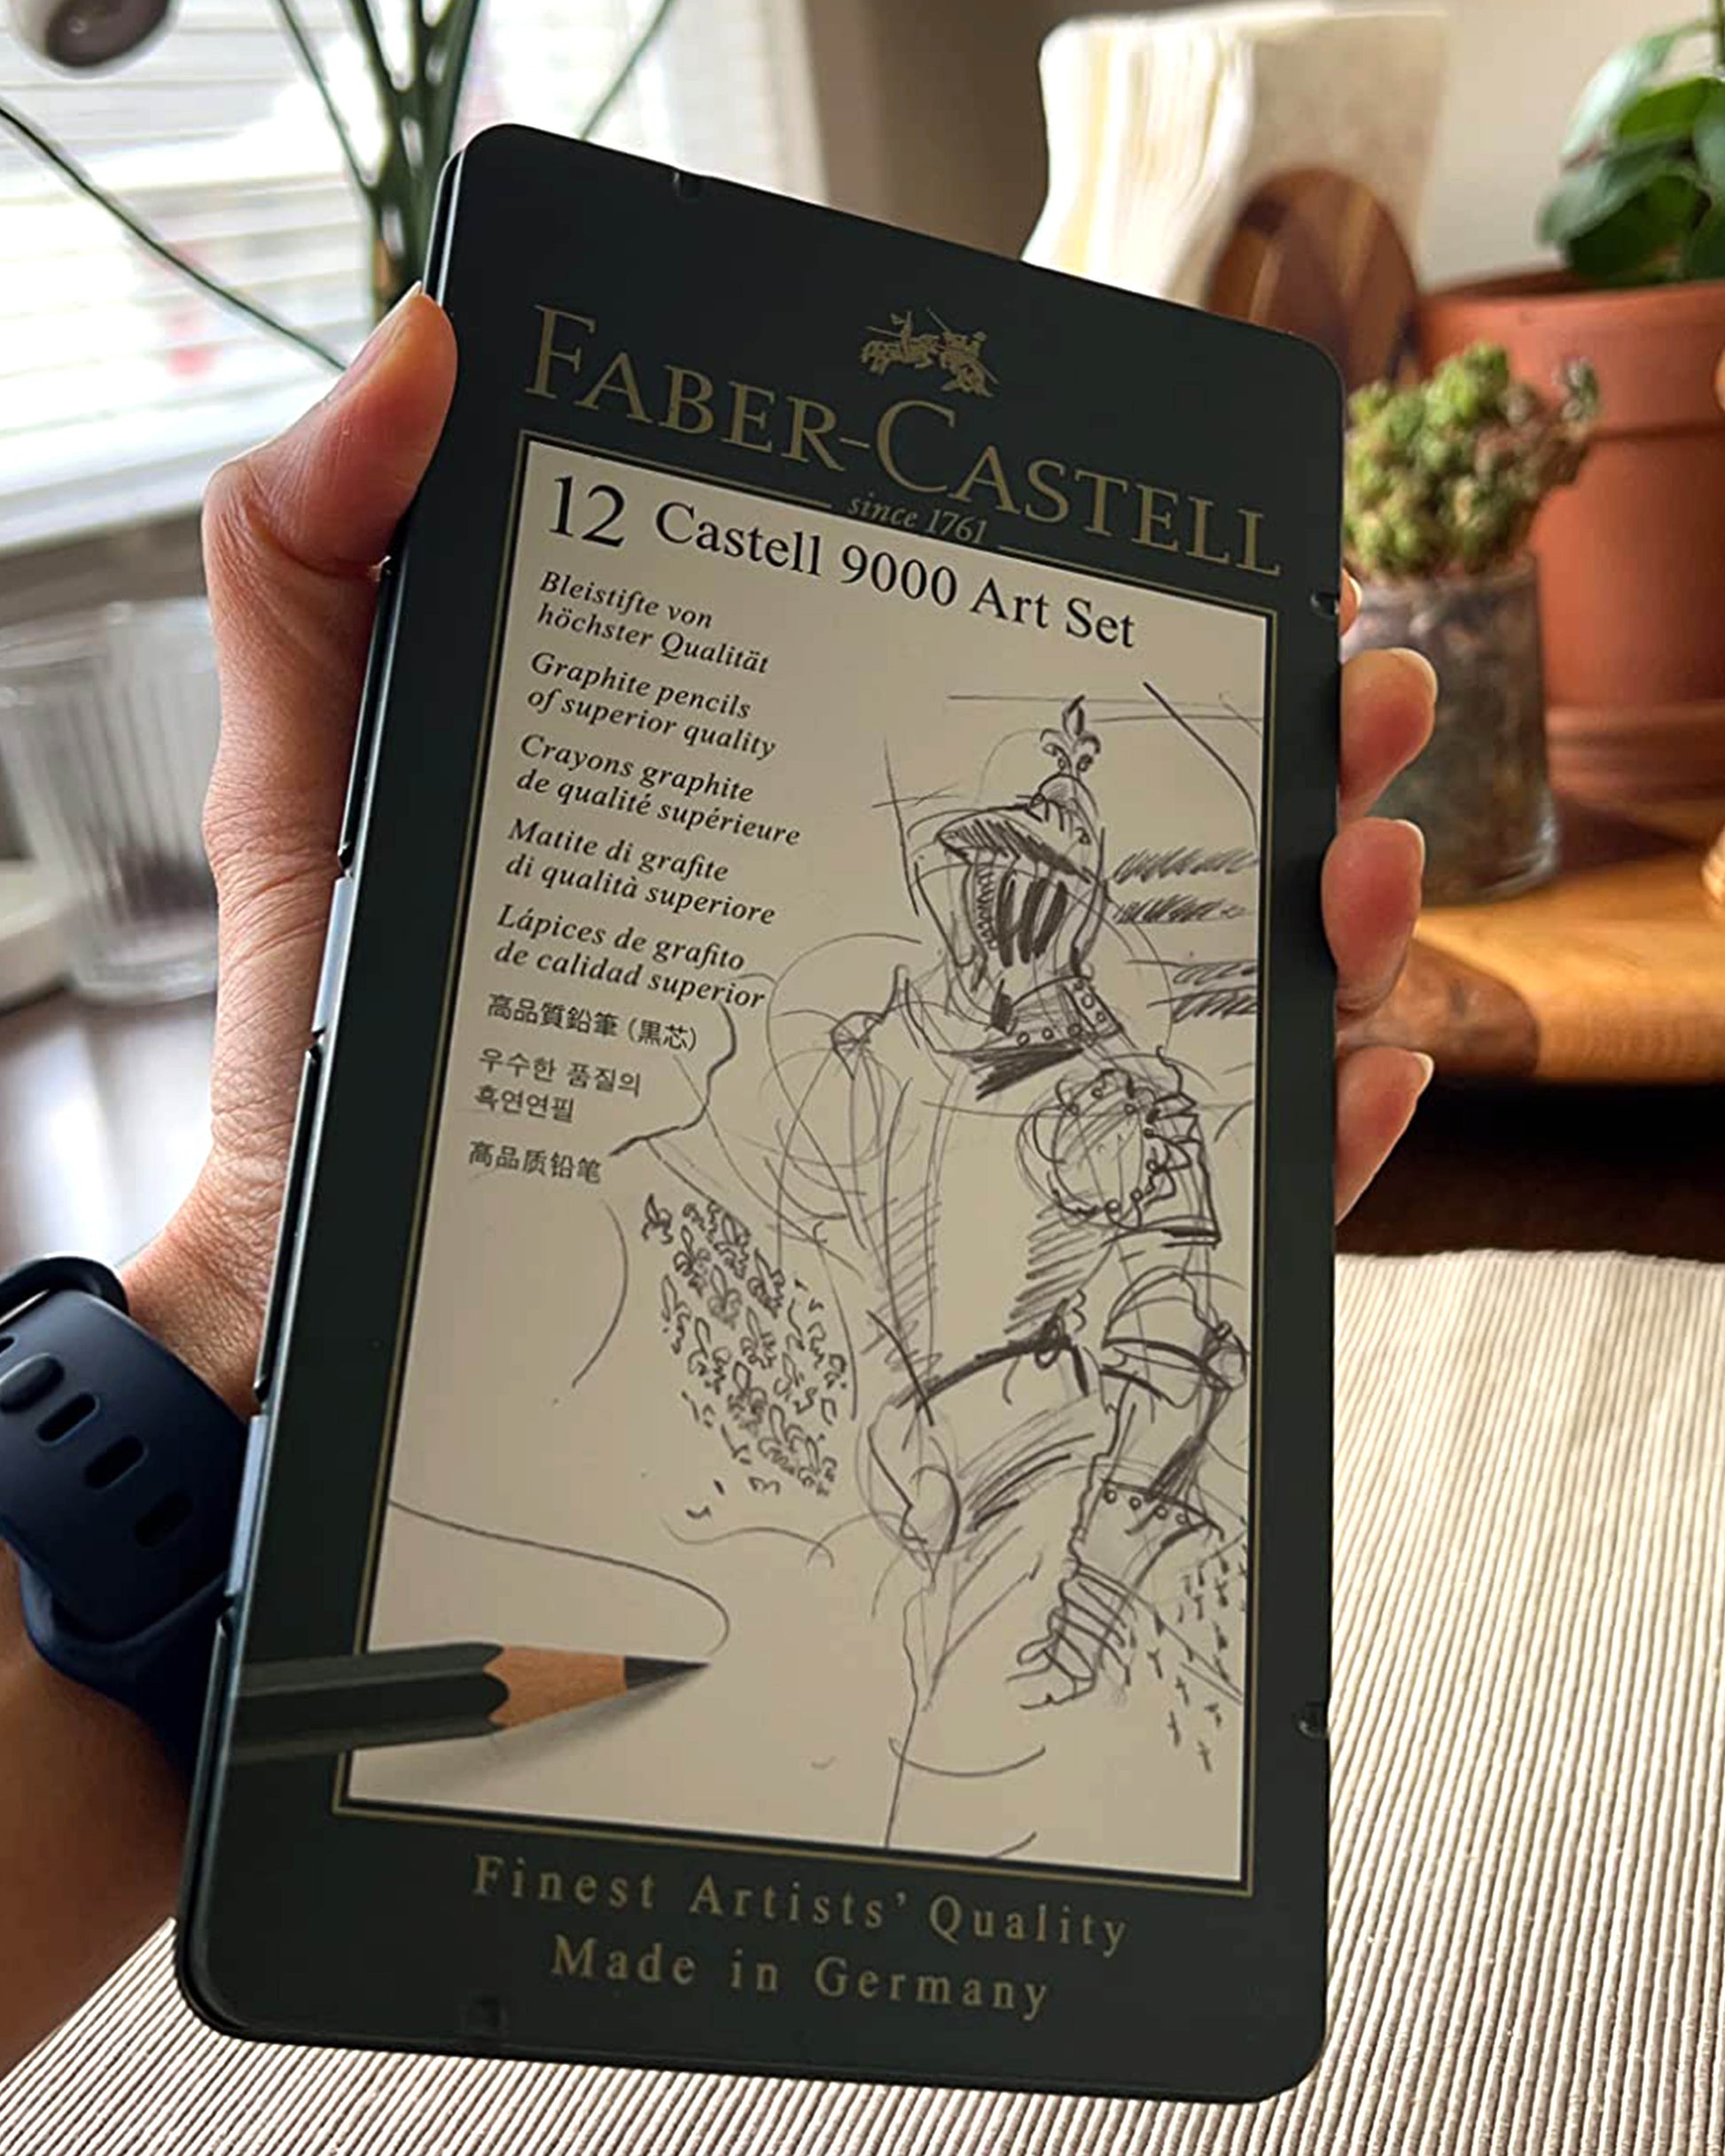 FABER-CASTELL
since 1761
12 Castell 9000 Art Set
Bleistifte von
höchster Qualität
Graphite pencils
of superior quality
Crayons graphite
de qualité supérieure
Matite di grafite
di qualità superiore
Lápices de grafito
de calidad superior
高品質鉛筆 (黒芯)
우수한 품질의
흑연연필
高品质铅笔
Finest Artists’ Quality
Made in Germany